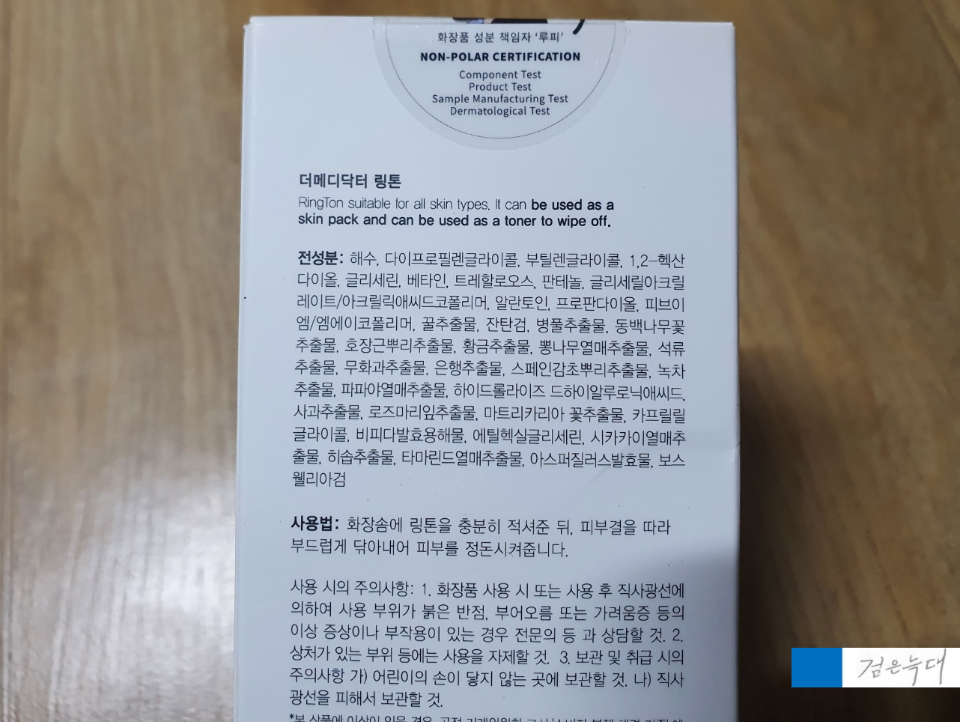 화장품 성분 책임자 '루피'
NON-POLAR CERTIFICATION
Component Test
Product Test
Sample Manufacturing Test
Dermatological Test
더메디닥터 링톤
RingTon suitable for all skin types. It can be used as a
skin pack and can be used as a toner to wipe off.
전성분: 해수, 다이프로필렌글라이콜, 부틸렌글라이콜, 1,2-헥산
다이올, 글리세린, 베타인, 트레할로오스, 판테놀, 글리세릴아크릴
레이트/아크릴릭애씨드코폴리머, 알란토인, 프로판다이올, 피브이
엠/엠에이코폴리머, 꿀추출물, 잔탄검, 병풀추출물, 동백나무꽃
추출물, 호장근뿌리추출물, 황금추출물, 뽕나무열매추출물, 석류
추출물, 무화과추출물, 은행추출물, 스페인감초뿌리추출물, 녹차
추출물, 파파야열매추출물, 하이드롤라이즈 드하이알루로닉애씨드,
사과추출물, 로즈마리잎추출물, 마트리카리아 꽃추출물, 카프릴릴
글라이콜, 비피다발효용해물, 에틸헥실글리세린, 시카카이열매추
출물, 히솝추출물, 타마린드열매추출물, 아스퍼질러스발효물, 보스
웰리아검
사용법: 화장솜에 링톤을 충분히 적셔준 뒤, 피부결을 따라
부드럽게 닦아내어 피부를 정돈시켜줍니다.
사용 시의 주의사항: 1. 화장품 사용 시 또는 사용 후 직사광선에
의하여 사용 부위가 붉은 반점, 부어오름 또는 가려움증 등의
이상 증상이나 부작용이 있는 경우 전문의 등 과 상담할 것. 2.
상처가 있는 부위 등에는 사용을 자제할 것. 3. 보관 및 취급 시의
주의사항 가) 어린이의 손이 닿지 않는 곳에 보관할 것. 나) 직사
광선을 피해서 보관할 것.
*본 상품에 이상이 있을 경우,
검은늑대